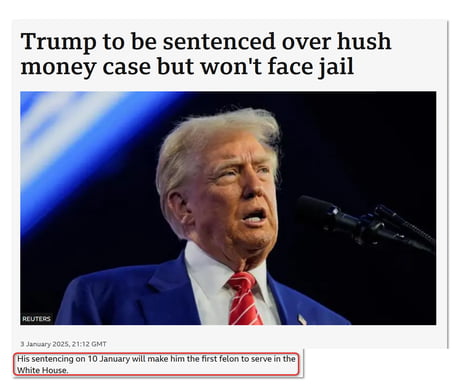 Trump to be sentenced over hush
money case but won't face jail
REUTERS
3 January 2025, 21:12 GMT
His sentencing on 10 January will make him the first felon to serve in the
White House.